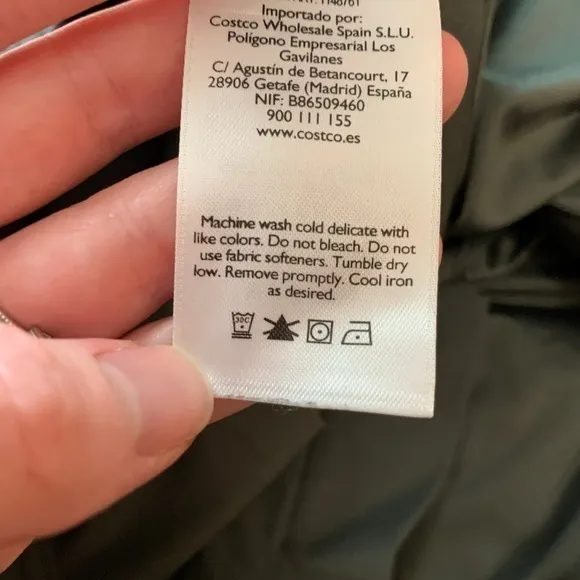 Importado por:
Costco Wholesale Spain S.L.U.
Polígono Empresarial Los
Gavilanes
C/ Agustín de Betancourt, 17
28906 Getafe (Madrid) España
NIF: B86509460
900 111 155
www.costco.es
Machine wash cold delicate with
like colors. Do not bleach. Do not
use fabric softeners. Tumble dry
low. Remove promptly. Cool iron
as desired.
30C